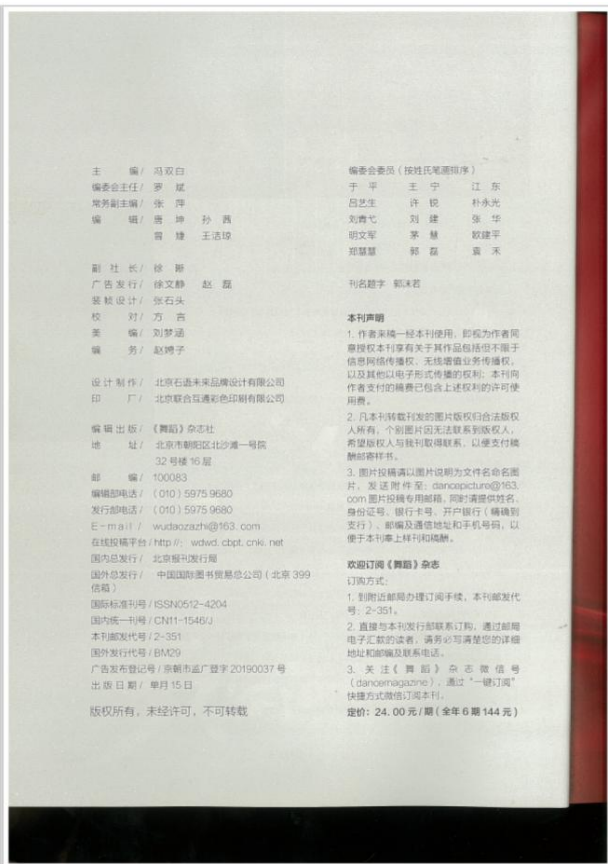 主 编/ 冯双白
编委会主任/ 罗 斌
常务副主编/ 张 萍
编 辑/ 唐 坤 孙 茜
王洁琼
副 社 长/ 徐
广告发行/ 徐文静 赵 磊
装帧设计/ 张石头
校 对/ 方 言
美 编/ 刘梦涵
编 务/ 赵婷子
设计制作/ 北京石语未来品牌设计有限公司
印 厂/ 北京联合互通彩色印刷有限公司
编辑出版/ 《舞蹈》杂志社
地 址/ 北京市朝阳区北沙滩一号院
32号楼16层
邮 编/ 100083
编辑部电话/ (010) 5975 9680
发行部电话/ (010) 5975 9680
E-mail/ wudaozazhi@163.com
在线投稿平台/ http://: wdwd.cbpt.cnki.net
国内总发行/ 北京报刊发行局
国外总发行/ 中国国际图书贸易总公司(北京399
信箱)
国际标准刊号/ ISSN0512-4204
国内统一刊号/ CN11-1546/J
本刊邮发代号/ 2-351
国外发行代号/ BM29
广告发布登记号/ 京朝市监广登字20190037号
出版日期/ 单月15日
版权所有,未经许可,不可转载
编委会委员(按姓氏笔画排序)
于 平 王 宁 江 东
吕艺生 许 锐 朴永光
刘青弋 刘 建 张 华
明文军 茅 慧 欧建平
郑慧慧 郭 磊 袁 禾
刊名题字 郭沫若
本刊声明
1. 作者来稿一经本刊使用,即视为作者同
意授权本刊享有关于其作品包括但不限于
信息网络传播权、无线增值业务传播权,
以及其他以电子形式传播的权利;本刊向
作者支付的稿费已包含上述权利的许可使
用费。
2. 凡本刊转载刊发的图片版权归合法版权
人所有,个别图片因无法联系到版权人,
希望版权人与我刊取得联系,以便支付稿
酬邮寄样书。
3. 图片投稿请以图片说明为文件名命名图
片,发送附件至:dancepicture@163.
com图片投稿专用邮箱,同时请提供姓名、
身份证号、银行卡号、开户银行(精确到
支行)、邮编及通信地址和手机号码,以
便于本刊奉上样刊和稿酬。
欢迎订阅《舞蹈》杂志
订购方式:
1. 到附近邮局办理订阅手续,本刊邮发代
号:2-351。
2. 直接与本刊发行部联系订购,通过邮局
电子汇款的读者,请务必写清楚您的详细
地址和邮编及联系电话。
3. 关注《舞蹈》杂志微信号
(dancemagazine),通过“一键订阅”
快捷方式微信订阅本刊。
定价:24.00元/期(全年6期144元)